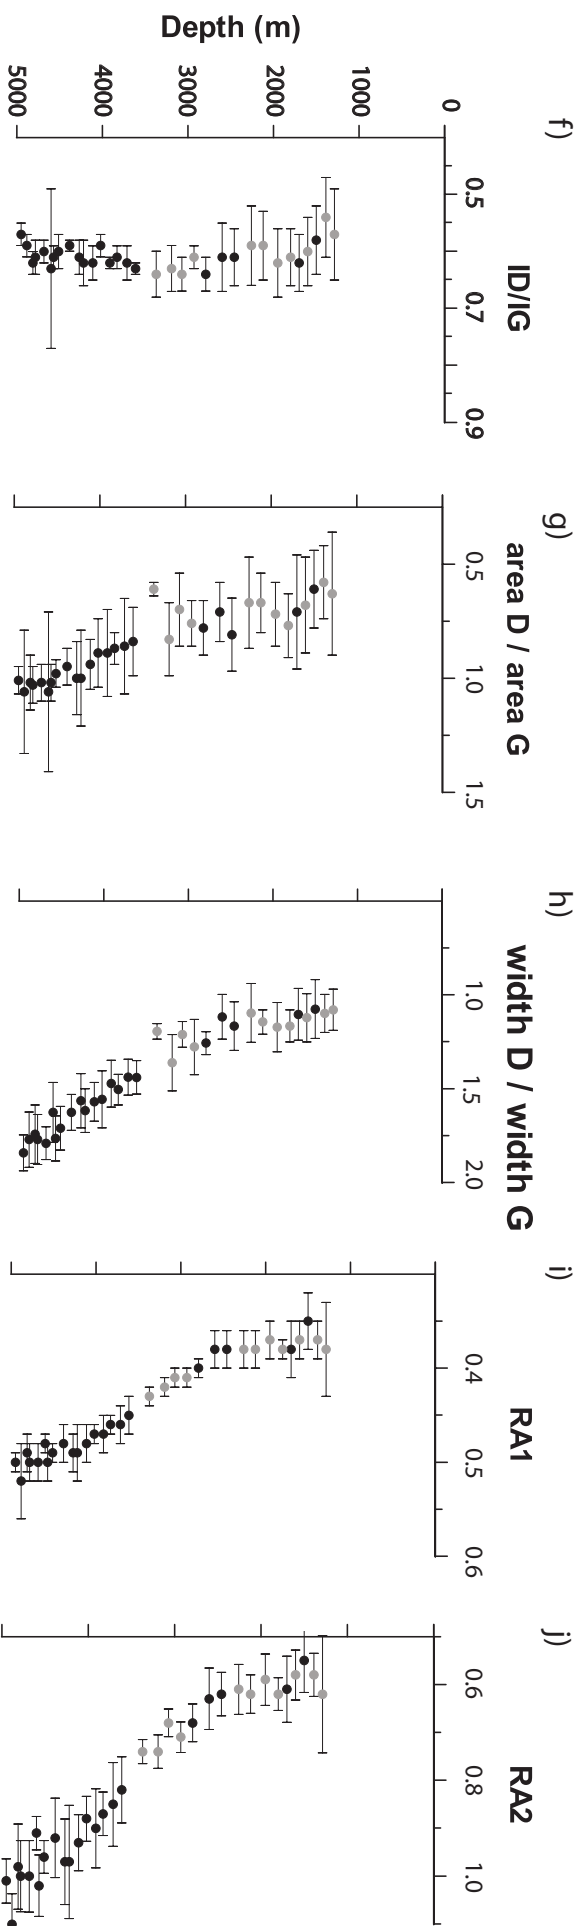 Depth (m)
5000
4000
3000
2000
1000
0
f)
0.5
0.7
0.9
ID/IG
g)
0.5
1.0
1.5
area D / area G
h)
1.0
1.5
2.0
width D / width G
i)
0.4
0.5
0.6
RA1
j)
0.6
0.8
1.0
RA2